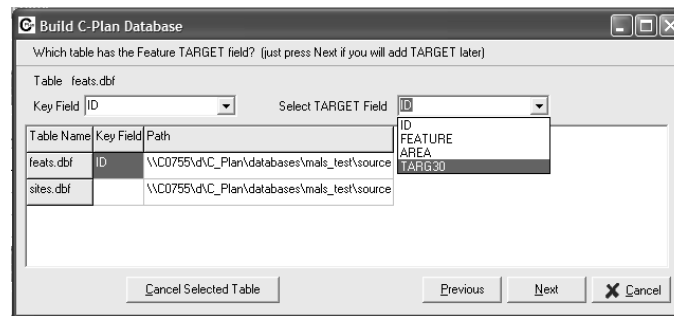 Build C-Plan Database
Which table has the Feature TARGET field? (just press Next if you will add TARGET later)
Table feats.dbf
Key Field ID Select TARGET Field ID
ID
FEATURE
AREA
TARG30
Table Name Key Field Path
feats.dbf ID \\C0755\d\C_Plan\databases\mals_test\source
sites.dbf \\C0755\d\C_Plan\databases\mals_test\source
Cancel Selected Table Previous Next Cancel